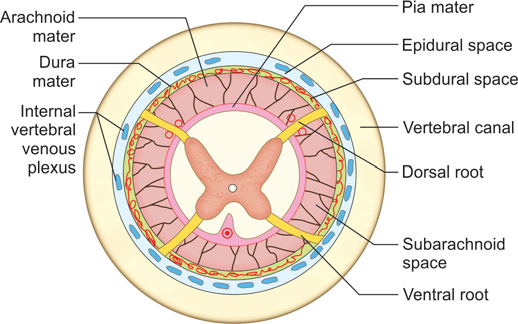 Arachnoid
mater
Dura
mater
Internal
vertebral
venous
plexus
Pia mater
Epidural space
Subdural space
Vertebral canal
Dorsal root
Subarachnoid
space
Ventral root